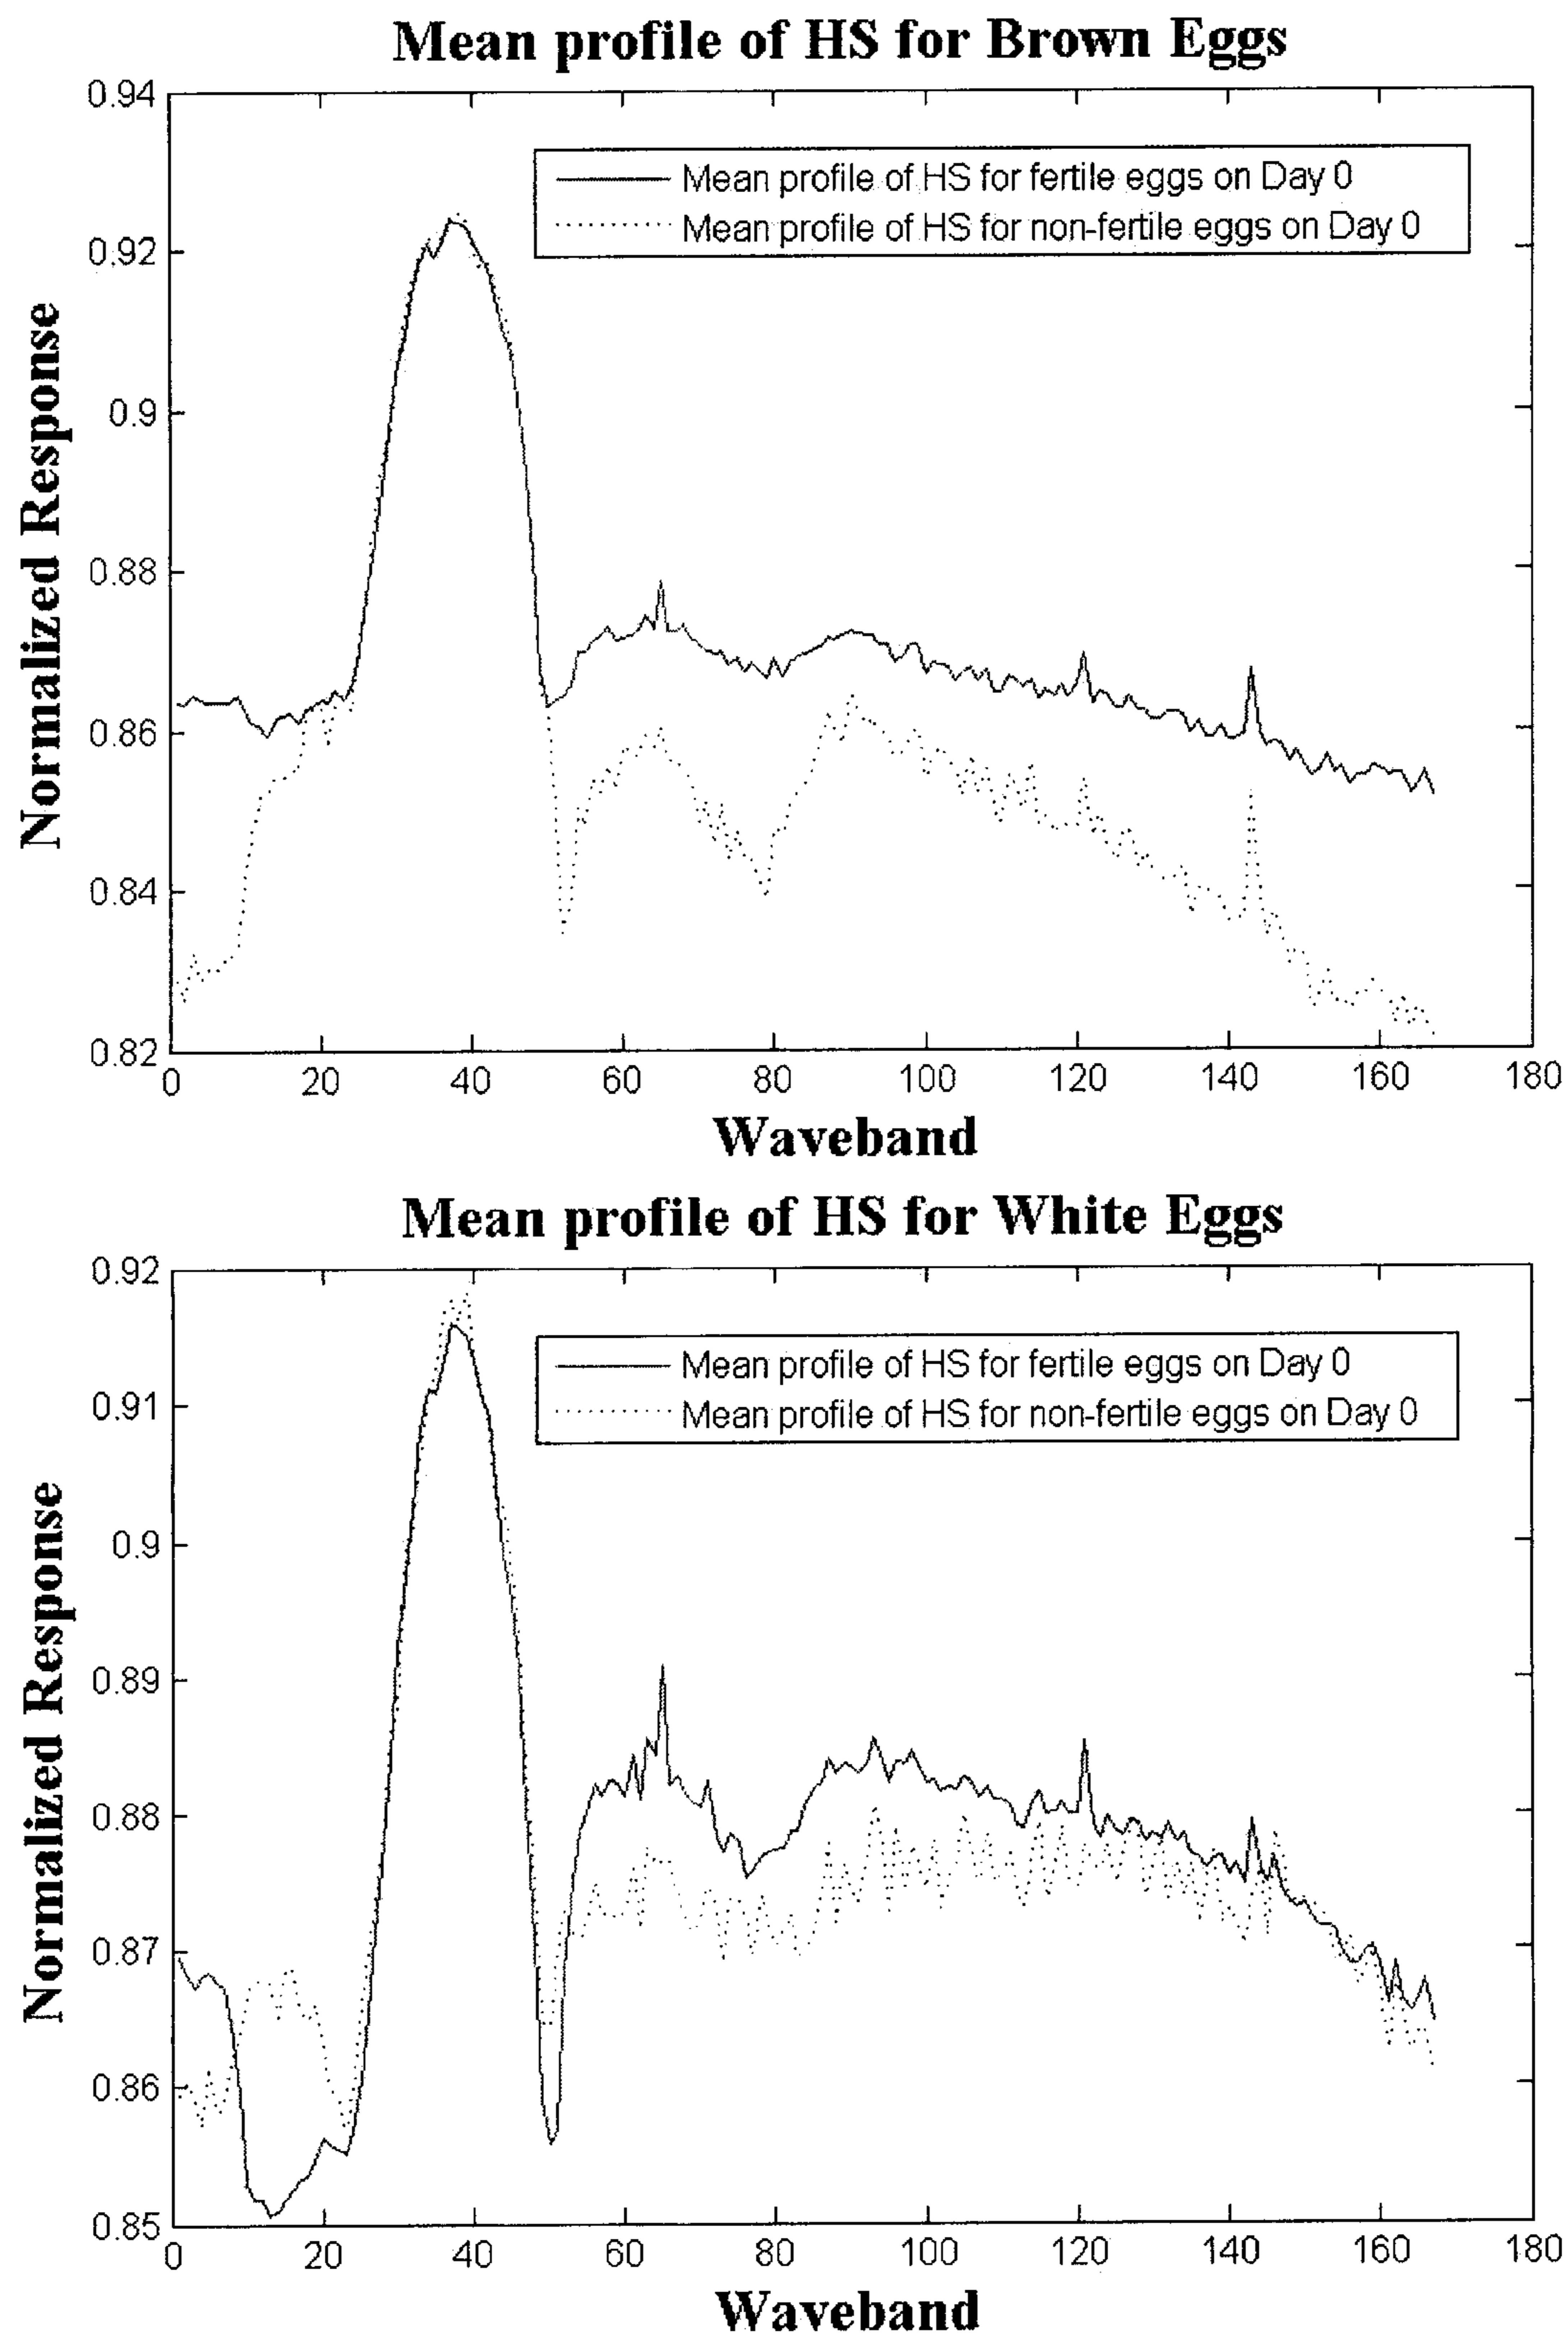 Mean profile of HS for Brown Eggs
0.94
0.92
0.9
0.88
0.86
0.84
0.82
Normalized Response
Mean profile of HS for fertile eggs on Day 0
Mean profile of HS for non-fertile eggs on Day 0
0 20 40 60 80 100 120 140 160 180
Waveband
Mean profile of HS for White Eggs
0.92
0.91
0.9
0.89
0.88
0.87
0.86
0.85
Normalized Response
Mean profile of HS for fertile eggs on Day 0
Mean profile of HS for non-fertile eggs on Day 0
0 20 40 60 80 100 120 140 160 180
Waveband